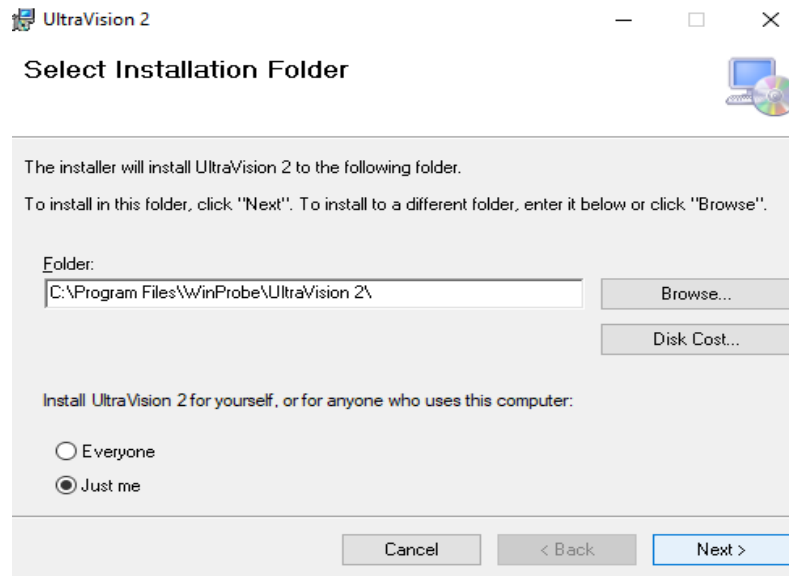 UltraVision 2
Select Installation Folder
The installer will install UltraVision 2 to the following folder.
To install in this folder, click "Next". To install to a different folder, enter it below or click "Browse".
Folder:
C:\Program Files\WinProbe\UltraVision 2\
Browse...
Disk Cost...
Install UltraVision 2 for yourself, or for anyone who uses this computer:
Everyone
Just me
Cancel
< Back
Next >